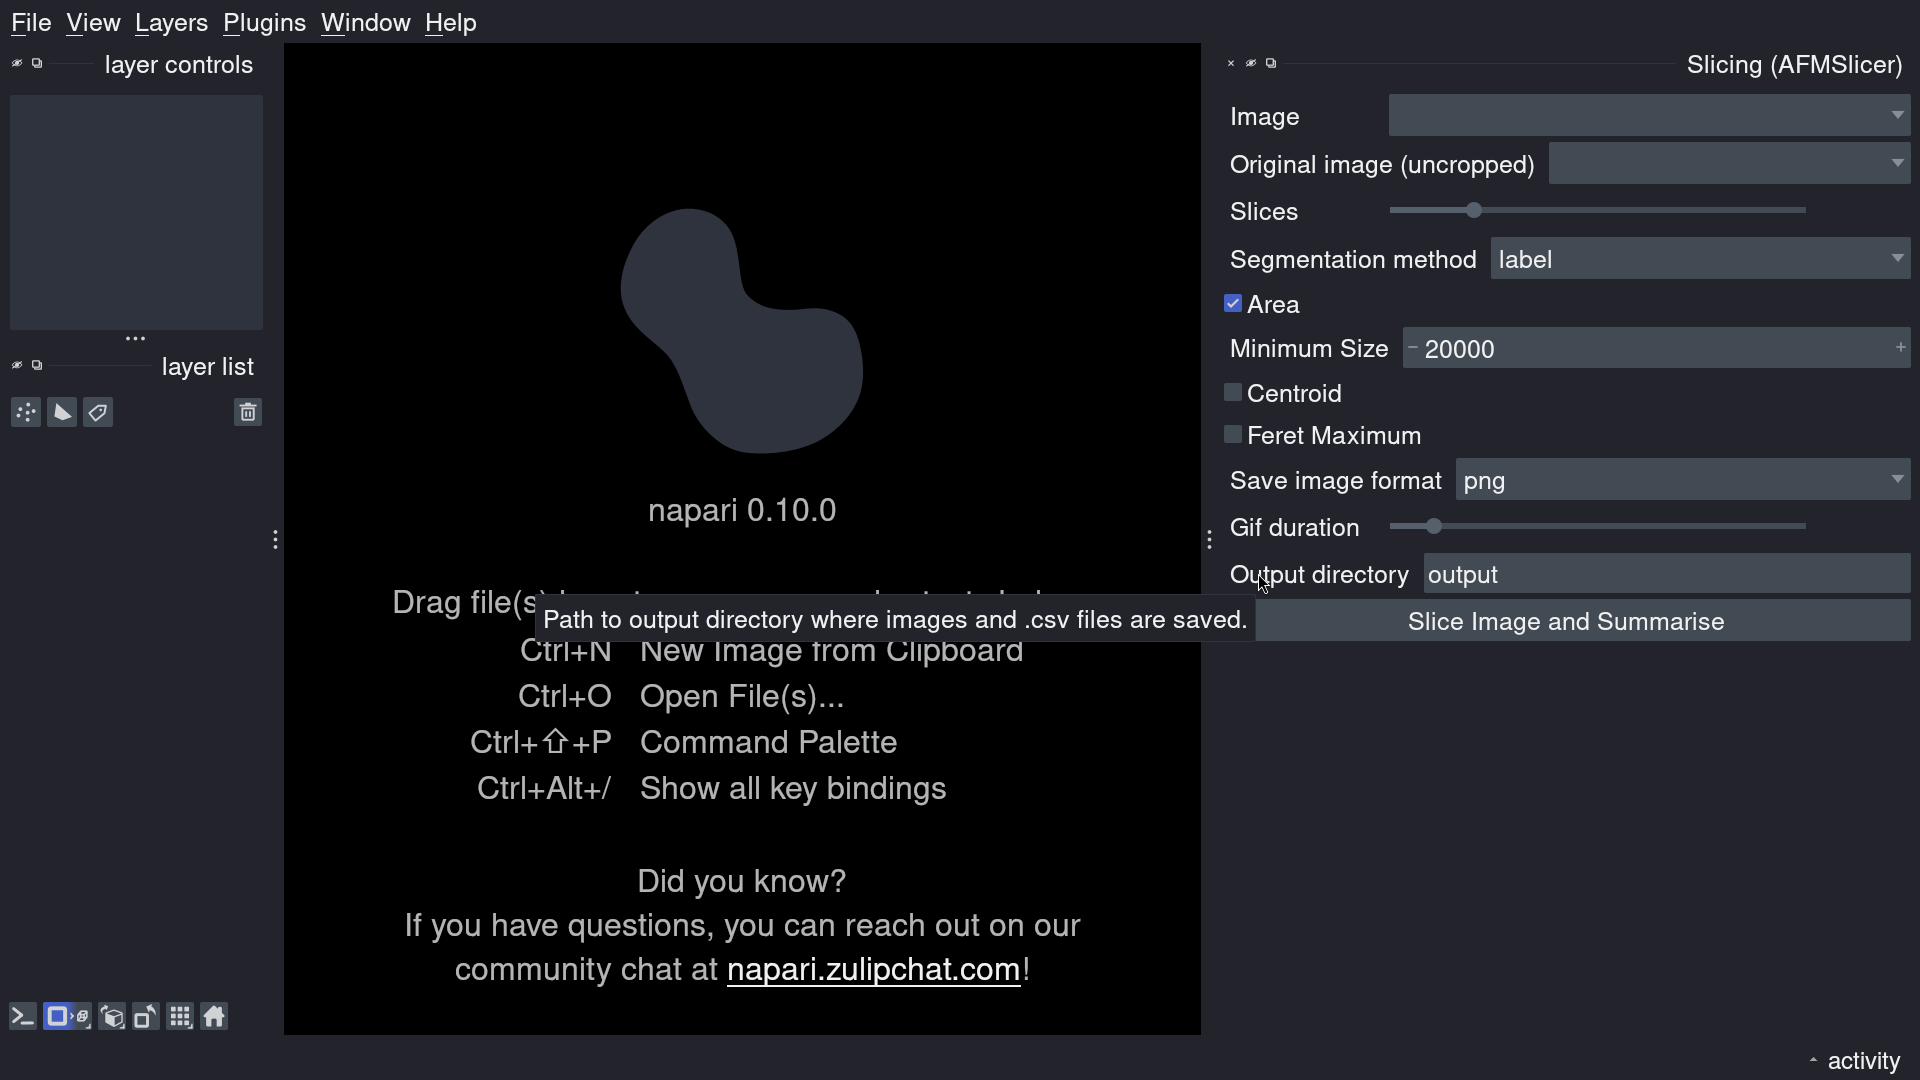 File View Layers Plugins Window Help
layer controls
layer list
napari 0.10.0
Drag file(s)
Ctrl+N New Image from Clipboard
Ctrl+O Open File(s)...
Ctrl+⇧+P Command Palette
Ctrl+Alt+/ Show all key bindings
Did you know?
If you have questions, you can reach out on our
community chat at napari.zulipchat.com!
Slicing (AFMSlicer)
Image
Original image (uncropped)
Slices
Segmentation method label
Area
Minimum Size 20000
Centroid
Feret Maximum
Save image format png
Gif duration
Output directory output
Path to output directory where images and .csv files are saved.
Slice Image and Summarise
activity